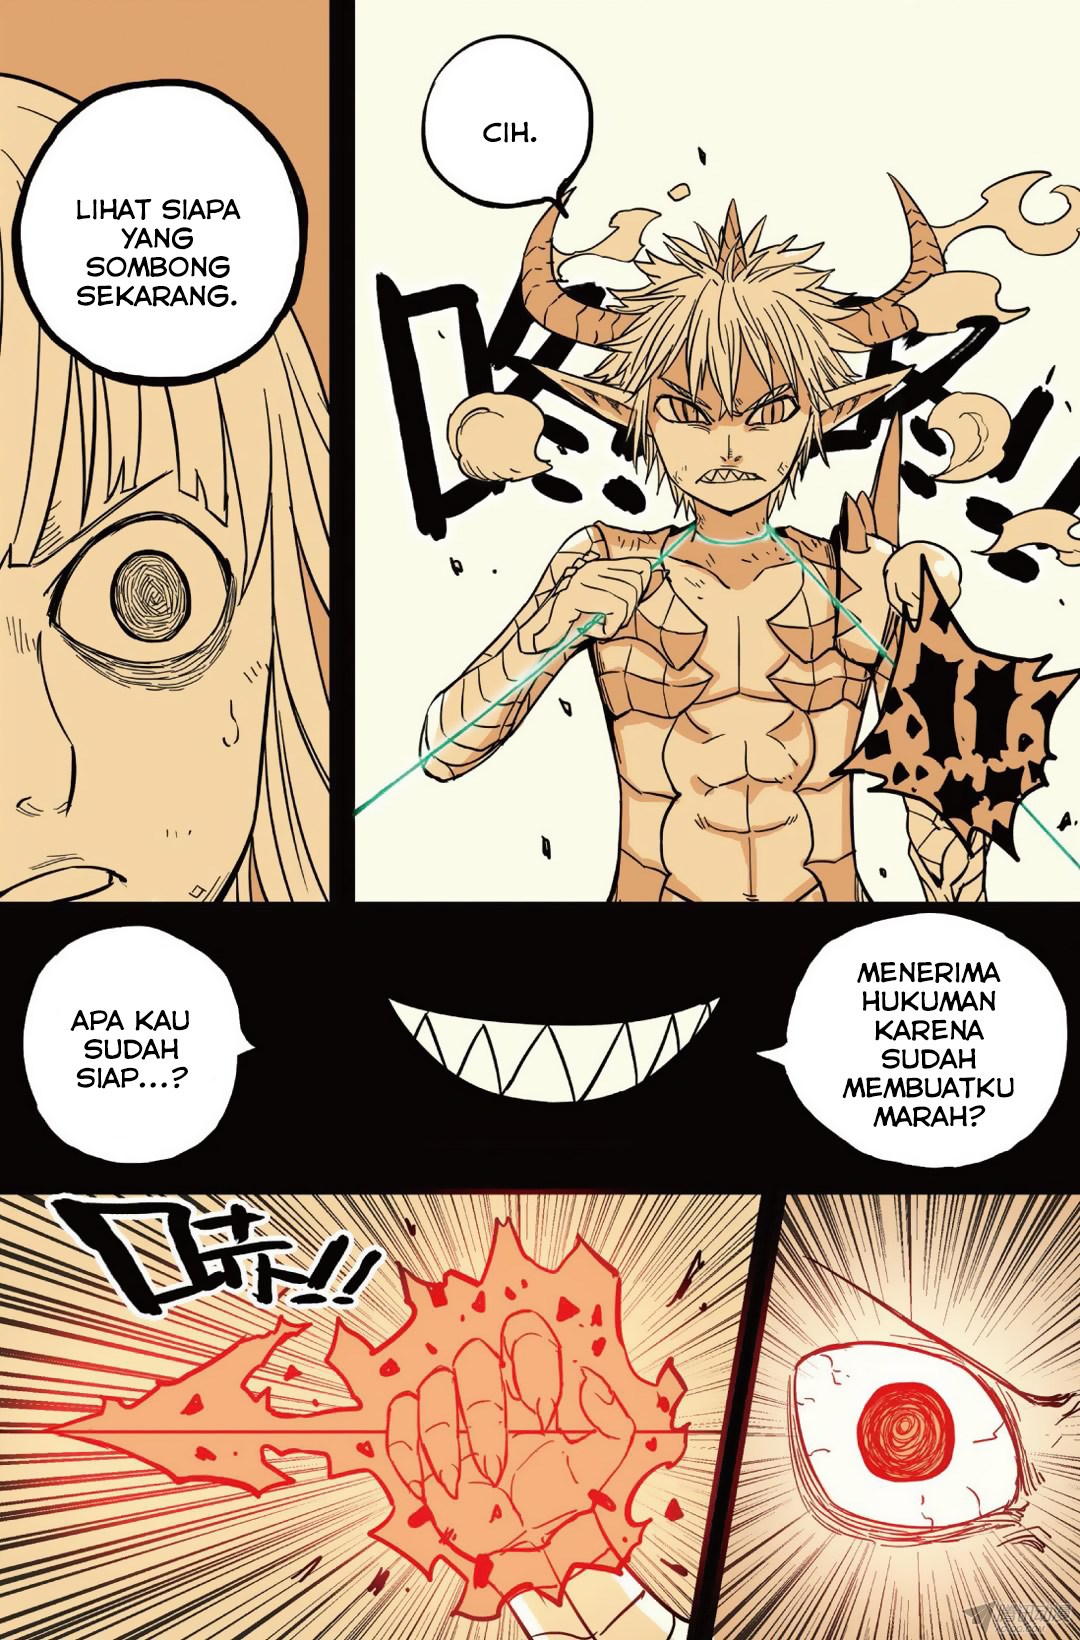 LIHAT SIAPA
YANG
SOMBONG
SEKARANG.
CIH.
APA KAU
SUDAH
SIAP...?
MENERIMA
HUKUMAN
KARENA
SUDAH
MEMBUATKU
MARAH?